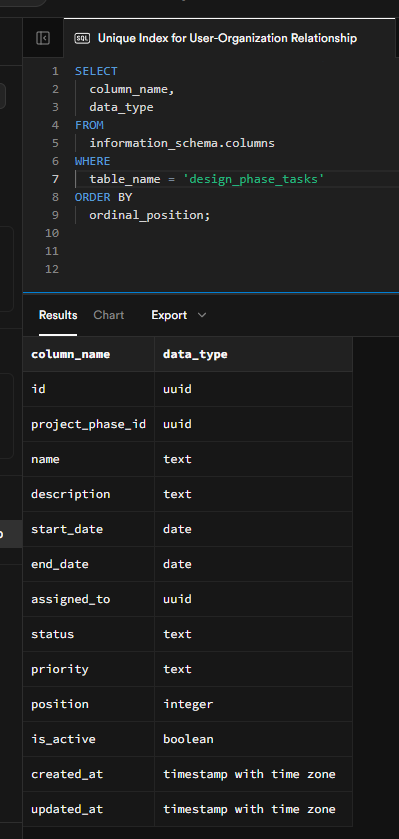 SQL Unique Index for User-Organization Relationship
1 SELECT
2 column_name,
3 data_type
4 FROM
5 information_schema.columns
6 WHERE
7 table_name = 'design_phase_tasks'
8 ORDER BY
9 ordinal_position;
10
11
12
Results Chart Export
column_name data_type
id uuid
project_phase_id uuid
name text
description text
start_date date
end_date date
assigned_to uuid
status text
priority text
position integer
is_active boolean
created_at timestamp with time zone
updated_at timestamp with time zone